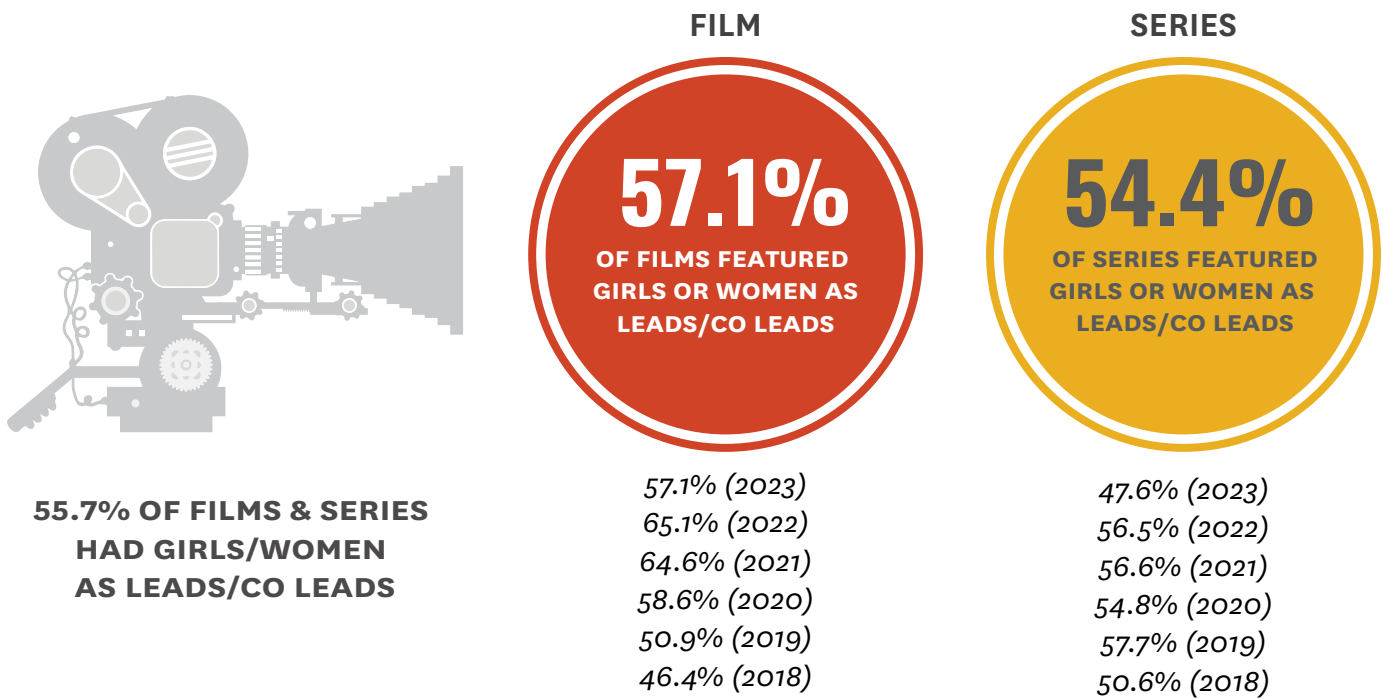 FILM
57.1%
OF FILMS FEATURED
GIRLS OR WOMEN AS
LEADS/CO LEADS
57.1% (2023)
65.1% (2022)
64.6% (2021)
58.6% (2020)
50.9% (2019)
46.4% (2018)
SERIES
54.4%
OF SERIES FEATURED
GIRLS OR WOMEN AS
LEADS/CO LEADS
47.6% (2023)
56.5% (2022)
56.6% (2021)
54.8% (2020)
57.7% (2019)
50.6% (2018)
55.7% OF FILMS & SERIES
HAD GIRLS/WOMEN
AS LEADS/CO LEADS